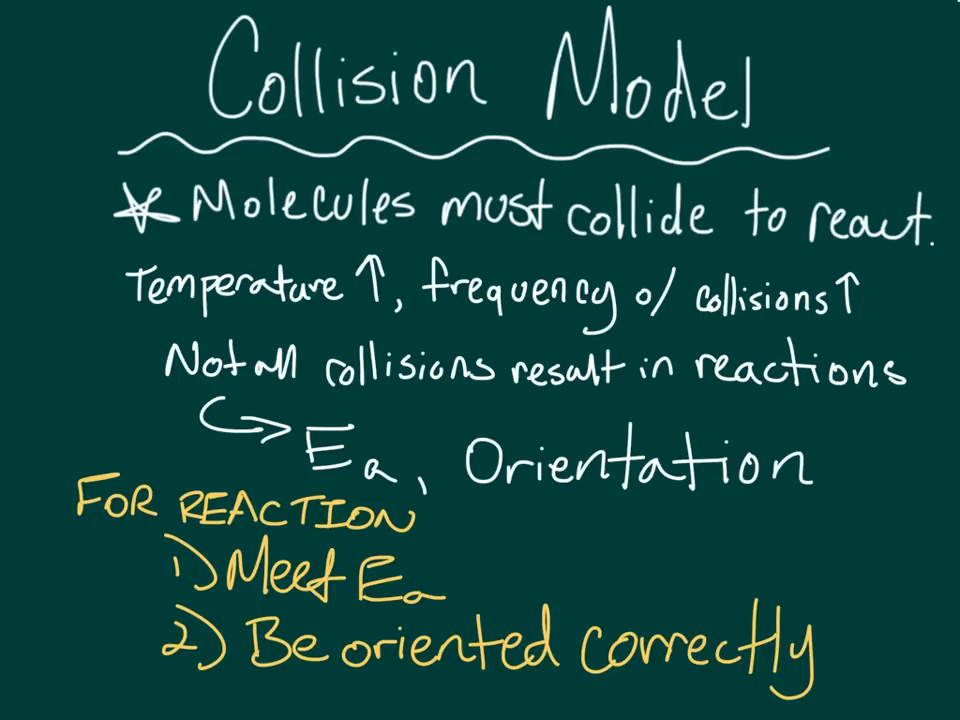 Collision Model
* Molecules must collide to react.
Temperature ↑, frequency o/ collisions ↑
Not all collisions result in reactions
↪ Ea, Orientation
FOR REACTION
1) Meet Ea
2) Be oriented correctly